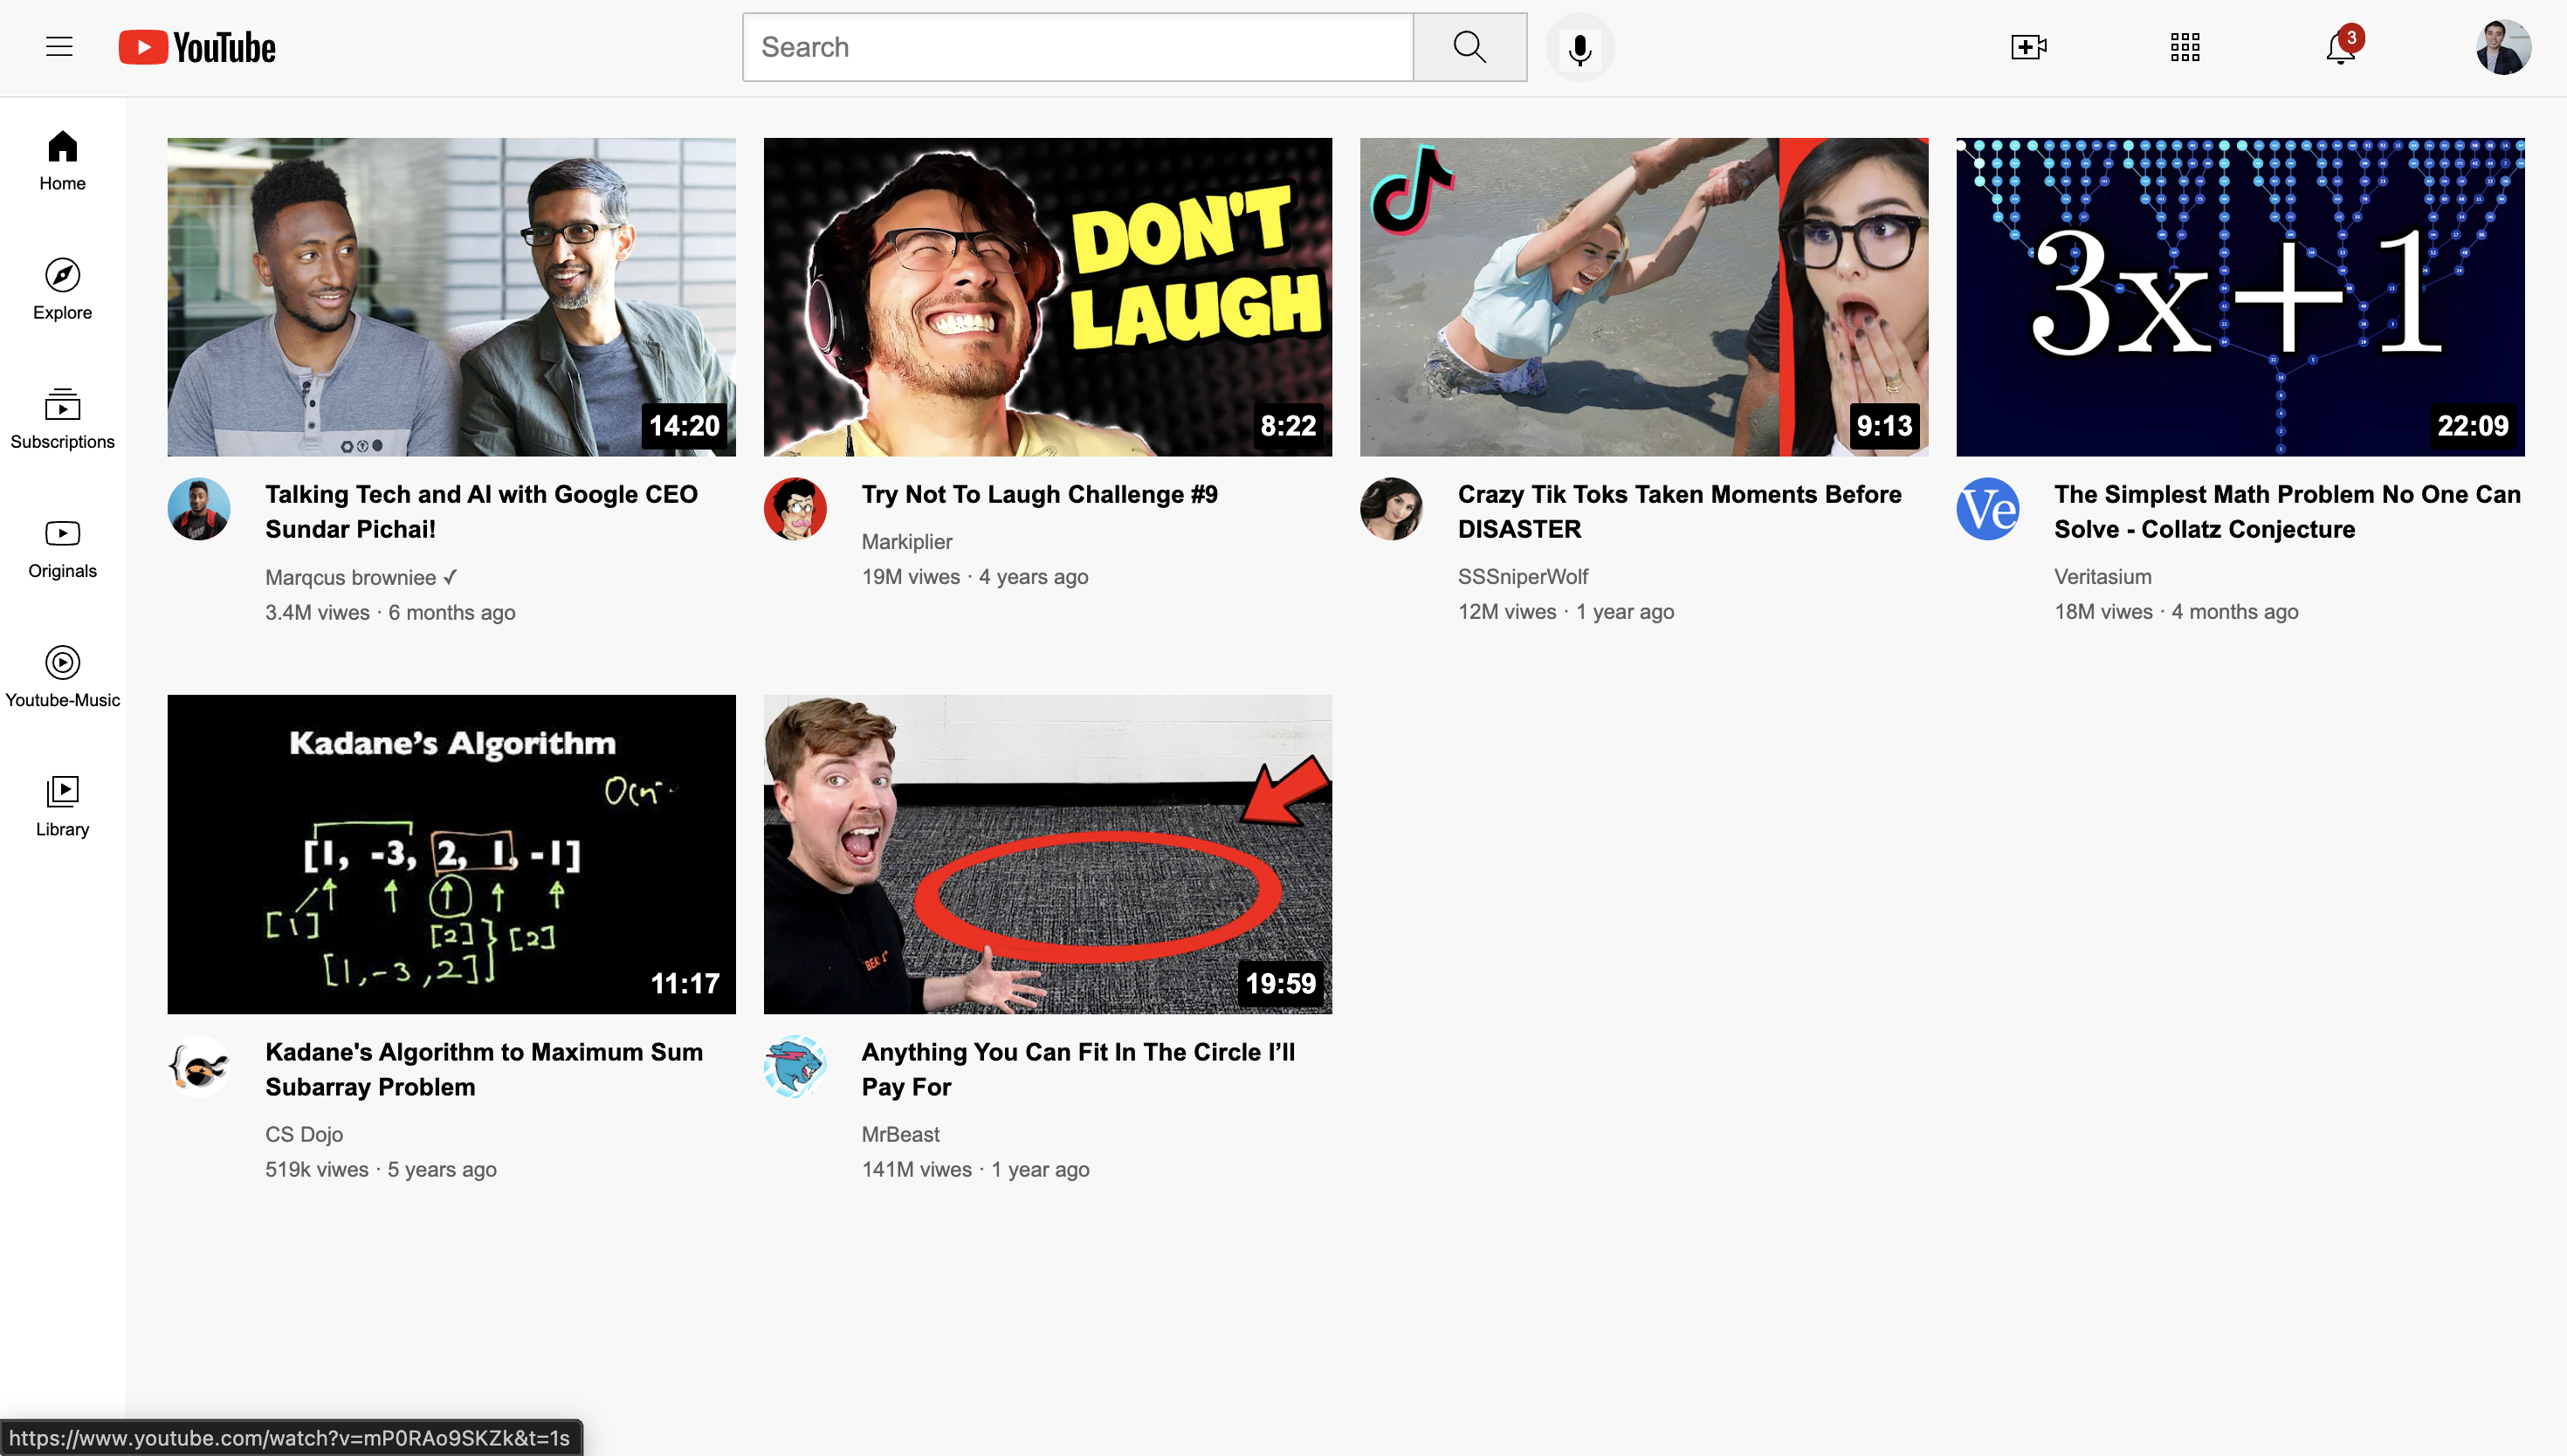 YouTube
Search
3
Home
Explore
Subscriptions
Originals
Youtube-Music
Library
14:20
Talking Tech and AI with Google CEO
Sundar Pichai!
Marqcus browniee ✓
3.4M viwes · 6 months ago
DON'T
LAUGH
8:22
Try Not To Laugh Challenge #9
Markiplier
19M viwes · 4 years ago
9:13
Crazy Tik Toks Taken Moments Before
DISASTER
SSSniperWolf
12M viwes · 1 year ago
3x+1
22:09
Ve
The Simplest Math Problem No One Can
Solve - Collatz Conjecture
Veritasium
18M viwes · 4 months ago
Kadane’s Algorithm
[1, -3, 2, 1, -1]
[1]
[2] } [2]
[1,-3,2]
11:17
Kadane's Algorithm to Maximum Sum
Subarray Problem
CS Dojo
519k viwes · 5 years ago
19:59
Anything You Can Fit In The Circle I’ll
Pay For
MrBeast
141M viwes · 1 year ago
https://www.youtube.com/watch?v=mP0RAo9SKZk&t=1s